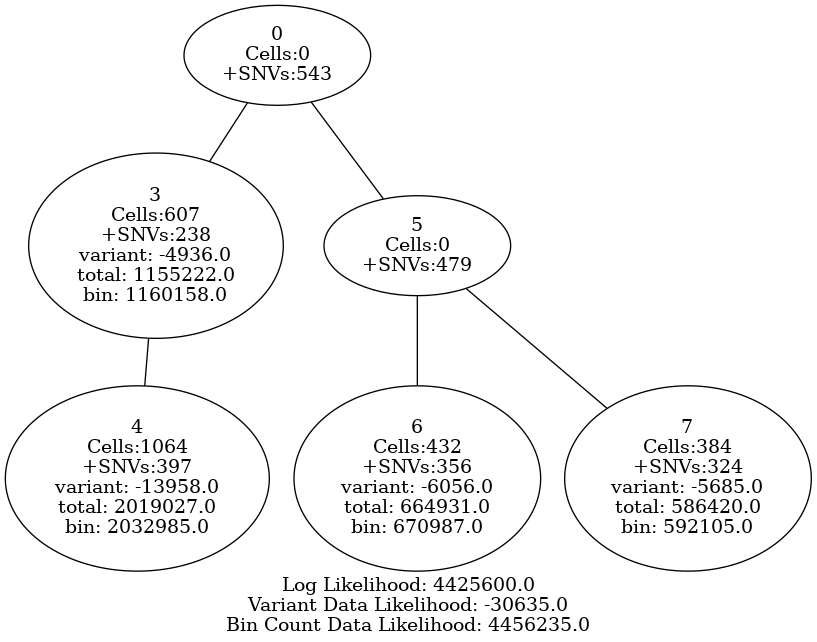 0
Cells:0
+SNVs:543
3
Cells:607
+SNVs:238
variant: -4936.0
total: 1155222.0
bin: 1160158.0
5
Cells:0
+SNVs:479
4
Cells:1064
+SNVs:397
variant: -13958.0
total: 2019027.0
bin: 2032985.0
6
Cells:432
+SNVs:356
variant: -6056.0
total: 664931.0
bin: 670987.0
7
Cells:384
+SNVs:324
variant: -5685.0
total: 586420.0
bin: 592105.0
Log Likelihood: 4425600.0
Variant Data Likelihood: -30635.0
Bin Count Data Likelihood: 4456235.0